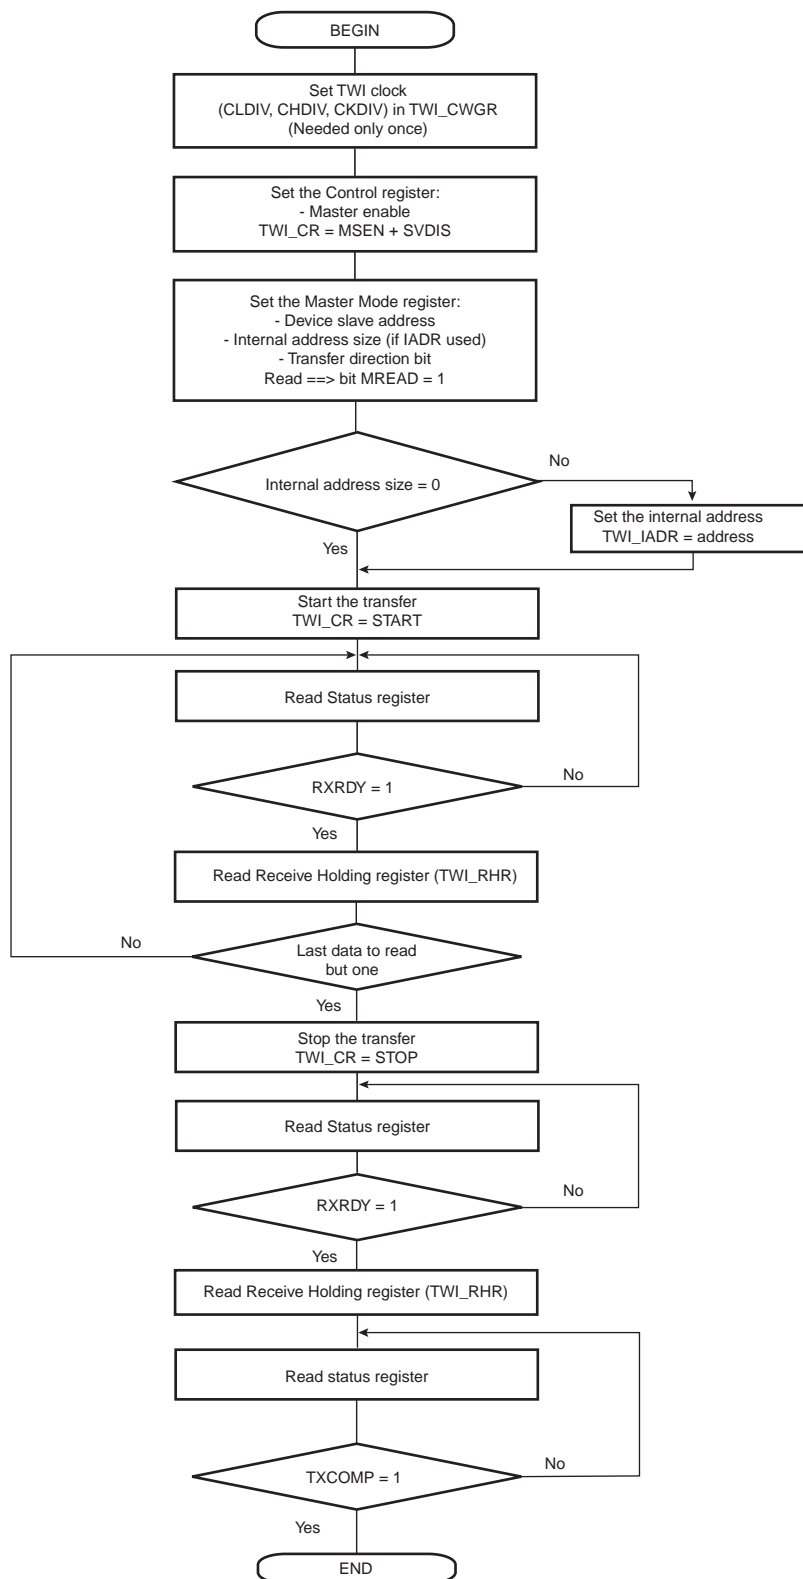 BEGIN
Set TWI clock
(CLDIV, CHDIV, CKDIV) in TWI_CWGR
(Needed only once)
Set the Control register:
- Master enable
TWI_CR = MSEN + SVDIS
Set the Master Mode register:
- Device slave address
- Internal address size (if IADR used)
- Transfer direction bit
Read ==> bit MREAD = 1
Internal address size = 0
No
Set the internal address
TWI_IADR = address
Yes
Start the transfer
TWI_CR = START
Read Status register
RXRDY = 1
No
Yes
Read Receive Holding register (TWI_RHR)
No
Last data to read
but one
Yes
Stop the transfer
TWI_CR = STOP
Read Status register
RXRDY = 1
No
Yes
Read Receive Holding register (TWI_RHR)
Read status register
TXCOMP = 1
No
Yes
END